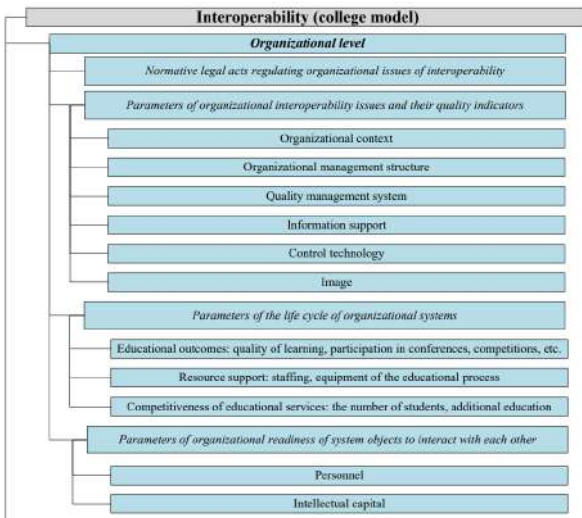 Interoperability (college model)
Organizational level
Normative legal acts regulating organizational issues of interoperability
Parameters of organizational interoperability issues and their quality indicators
Organizational context
Organizational management structure
Quality management system
Information support
Control technology
Image
Parameters of the life cycle of organizational systems
Educational outcomes: quality of learning, participation in conferences, competitions, etc.
Resource support: staffing, equipment of the educational process
Competitiveness of educational services: the number of students, additional education
Parameters of organizational readiness of system objects to interact with each other
Personnel
Intellectual capital